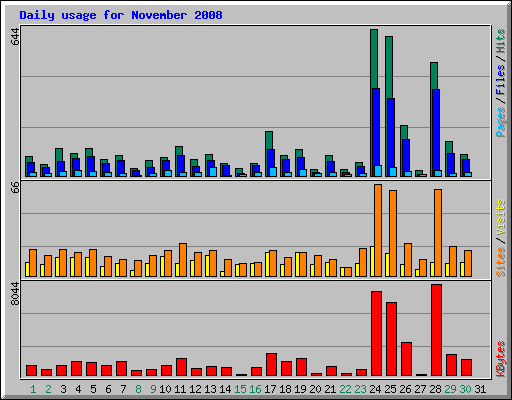 Daily usage for November 2008
644
Pages / Files / Hits
66
Sites / Visits
8044
KBytes
1 2 3 4 5 6 7 8 9 10 11 12 13 14 15 16 17 18 19 20 21 22 23 24 25 26 27 28 29 30 31